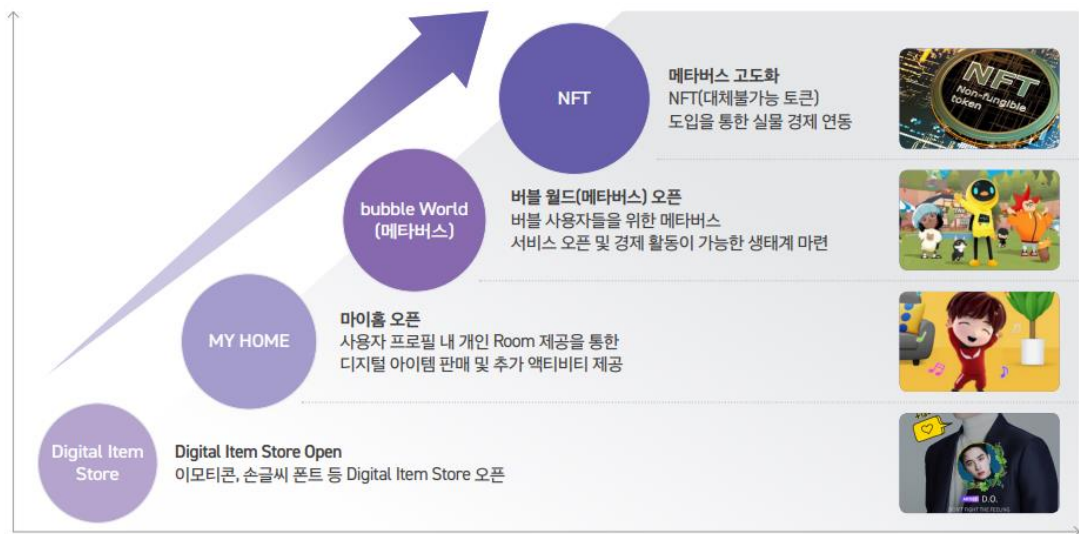 NFT
메타버스 고도화
NFT(대체불가능 토큰)
도입을 통한 실물 경제 연동
NFT
Non-fungible
token
bubble World
(메타버스)
버블 월드(메타버스) 오픈
버블 사용자들을 위한 메타버스
서비스 오픈 및 경제 활동이 가능한 생태계 마련
MY HOME
마이홈 오픈
사용자 프로필 내 개인 Room 제공을 통한
디지털 아이템 판매 및 추가 액티비티 제공
Digital Item
Store
Digital Item Store Open
이모티콘, 손글씨 폰트 등 Digital Item Store 오픈
D.O.
DON'T FIGHT THE FEELING